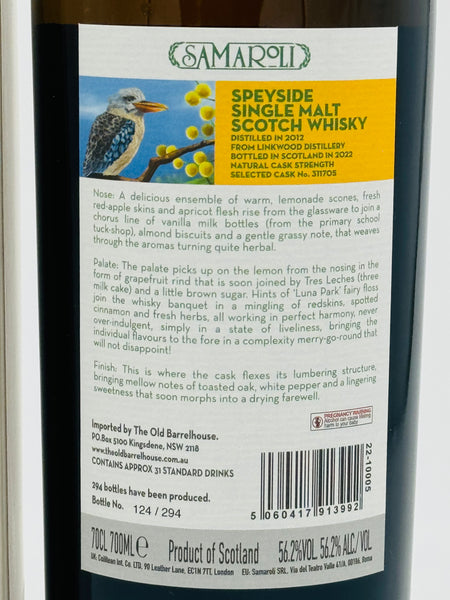 SAMAROLI
SPEYSIDE
SINGLE MALT
SCOTCH WHISKY
DISTILLED IN 2012
FROM LINKWOOD DISTILLERY
BOTTLED IN SCOTLAND IN 2022
NATURAL CASK STRENGTH
SELECTED CASK No. 311705
Nose: A delicious ensemble of warm, lemonade scones, fresh
red-apple skins and apricot flesh rise from the glassware to join a
chorus line of vanilla milk bottles (from the primary school
tuck-shop), almond biscuits and a gentle grassy note, that weaves
through the aromas turning quite herbal.
Palate: The palate picks up on the lemon from the nosing in the
form of grapefruit rind that is soon joined by Tres Leches (three
milk cake) and a little brown sugar. Hints of 'Luna Park' fairy floss
join the whisky banquet in a mingling of redskins, spotted
cinnamon and fresh herbs, all working in perfect harmony, never
over-indulgent, simply in a state of liveliness, bringing the
individual flavours to the fore in a complexity merry-go-round that
will not disappoint!
Finish: This is where the cask flexes its lumbering structure,
bringing mellow notes of toasted oak, white pepper and a lingering
sweetness that soon morphs into a drying farewell.
PREGNANCY WARNING
Alcohol can cause lifelong
harm to your baby
Imported by The Old Barrelhouse.
PO.Box 5100 Kingsdene, NSW 2118
www.theoldbarrelhouse.com.au
CONTAINS APPROX 31 STANDARD DRINKS
294 bottles have been produced.
Bottle No. 124 / 294
22-10005
5 060417 913992
70CL 700ML e Product of Scotland 56.2%VOL. 56.2% ALC/VOL.
UK: Coilltean Int. Co. LTD, 90 Leather Lane, EC1N 7TT, London EU: Samaroli SRL, Via del Teatro Valle 41/A, 00186, Roma